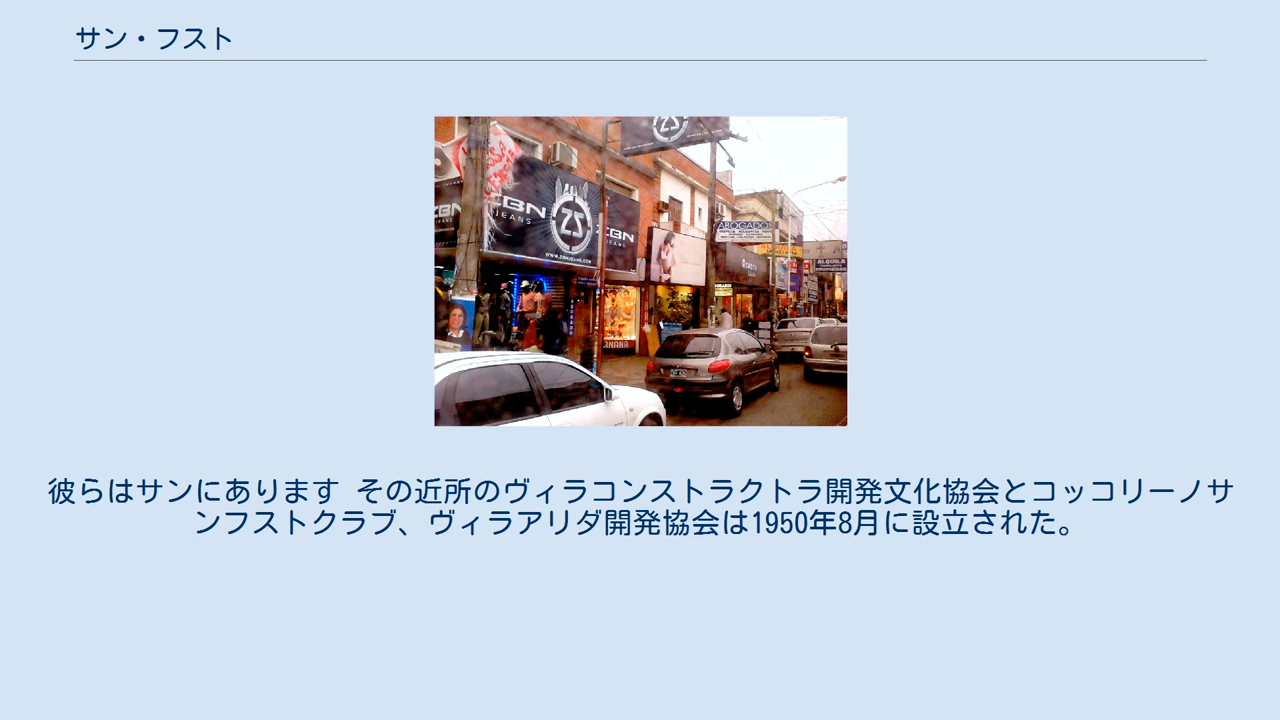 サン・フスト
ZBN
JEANS
ZS
ZBN
ABOGADOS
ALQUILA
彼らはサンにあります その近所のヴィラコンストラクトラ開発文化協会とコッコリーノサ
ンフストクラブ、ヴィラアリダ開発協会は1950年8月に設立された。